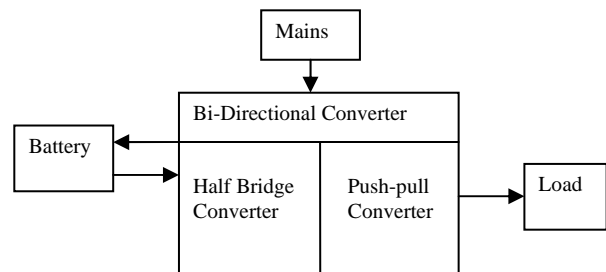 Mains
Bi-Directional Converter
Battery
Half Bridge
Converter
Push-pull
Converter
Load